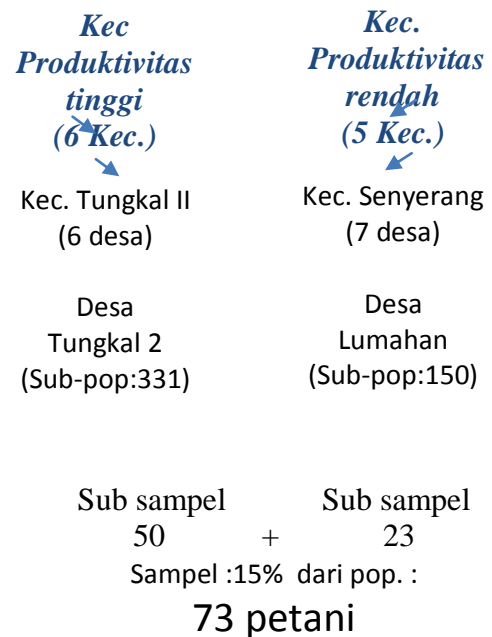 Kec
Produktivitas
tinggi
(6 Kec.)
Kec. Tungkal II
(6 desa)
Desa
Tungkal 2
(Sub-pop:331)
Kec.
Produktivitas
rendah
(5 Kec.)
Kec. Senyerang
(7 desa)
Desa
Lumahan
(Sub-pop:150)
Sub sampel Sub sampel
50 + 23
Sampel :15% dari pop. :
73 petani